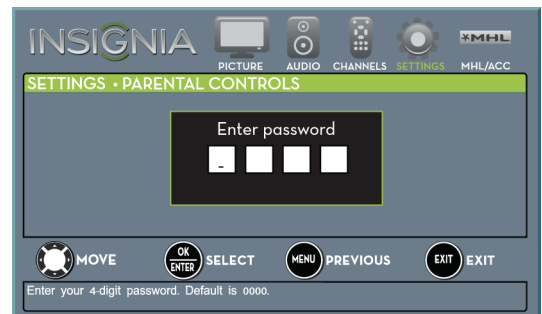 INSIGNIA
PICTURE AUDIO CHANNELS SETTINGS MHL MHL/ACC
SETTINGS • PARENTAL CONTROLS
Enter password
-
MOVE OK ENTER SELECT MENU PREVIOUS EXIT EXIT
Enter your 4-digit password. Default is 0000.